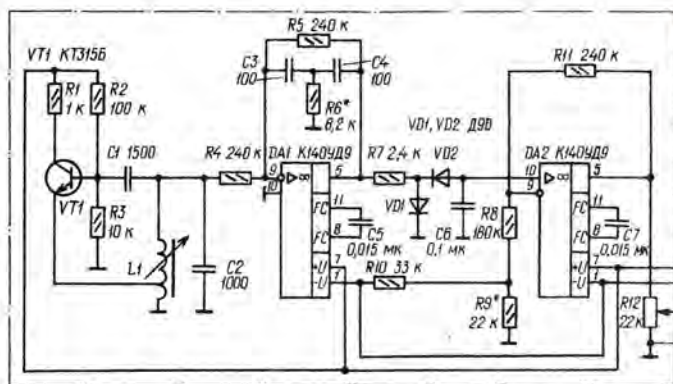 R5 240 к
C3
100
C4
100
R6*
8,2 к
R11 240 к
VT1 КТ315Б
R1
1 к
R2
100 к
C1 1500
R4 240 к
DA1 К140УД9
VD1, VD2 Д9В
R7 2,4 к
VD2
DA2 К140УД9
9
10
▷∞
5
10
9
▷∞
5
VT1
R3
10 к
FC
11
FC
8
C5
0,015 мк
VD1
C6
0,1 мк
R8
160 к
FC
11
FC
8
C7
0,015 мк
L1
C2
1000
+U
7
-U
1
R10 33 к
R9*
22 к
+U
7
-U
1
R12
22 к